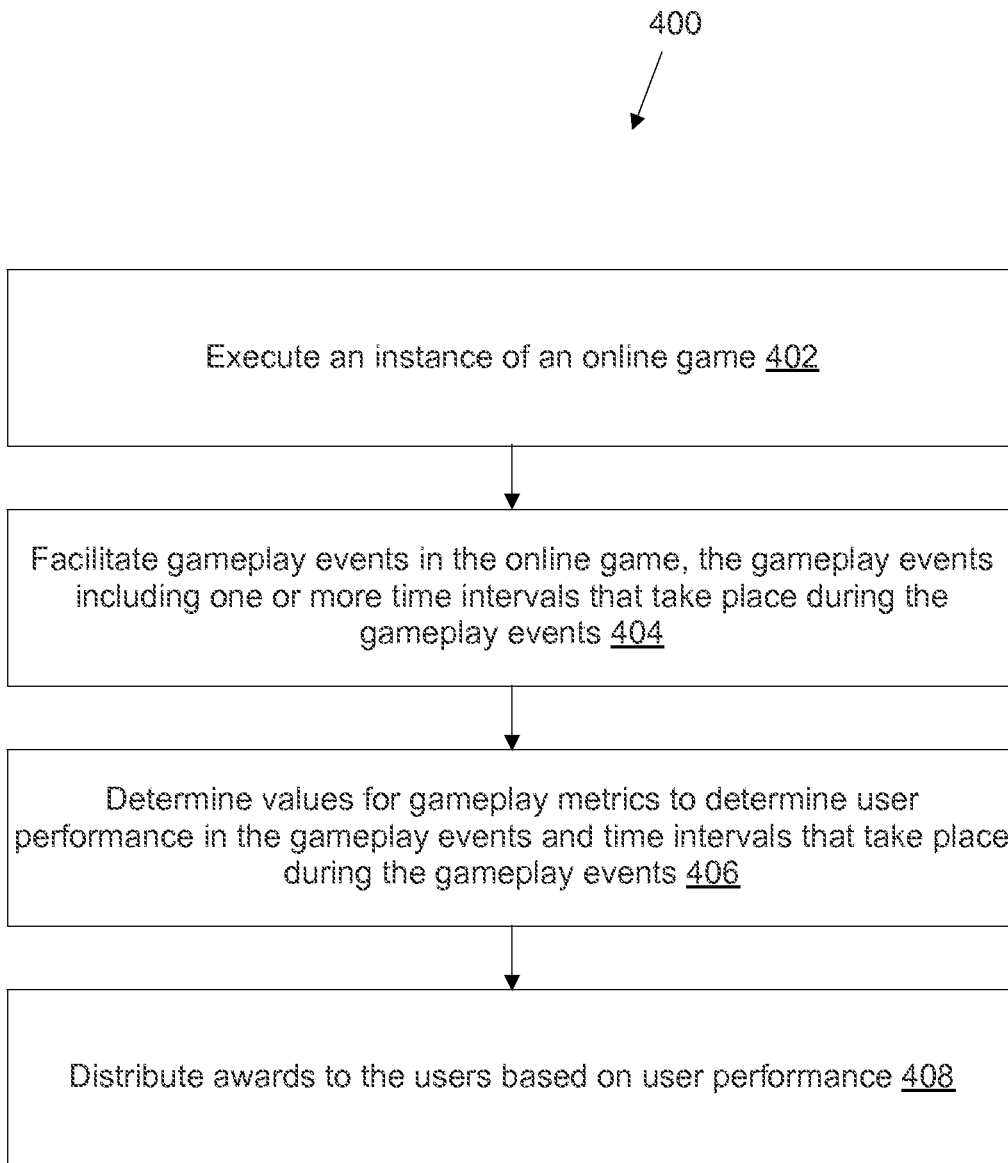 400
Execute an instance of an online game 402
Facilitate gameplay events in the online game, the gameplay events
including one or more time intervals that take place during the
gameplay events 404
Determine values for gameplay metrics to determine user
performance in the gameplay events and time intervals that take place
during the gameplay events 406
Distribute awards to the users based on user performance 408